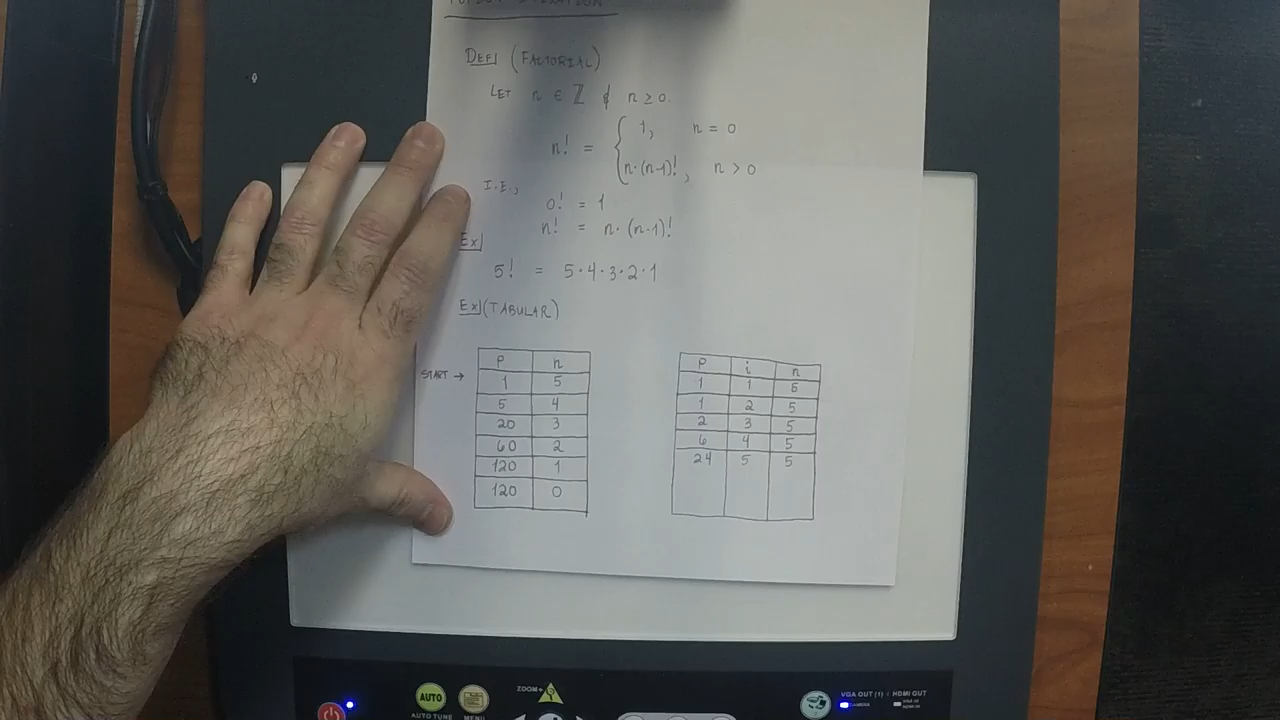 DEF (FACTORIAL)
LET n ∈ ℤ & n ≥ 0.
n! = { 1, n = 0
n·(n-1)!, n > 0
I.E.,
0! = 1
n! = n·(n-1)!
Ex
5! = 5·4·3·2·1
Ex (TABULAR)
START →
P n
1 5
5 4
20 3
60 2
120 1
120 0
P i n
1 1 5
1 2 5
2 3 5
6 4 5
24 5 5
AUTO
AUTO TUNE
MENU
ZOOM+
VGA OUT (1) / HDMI OUT
CAMERA